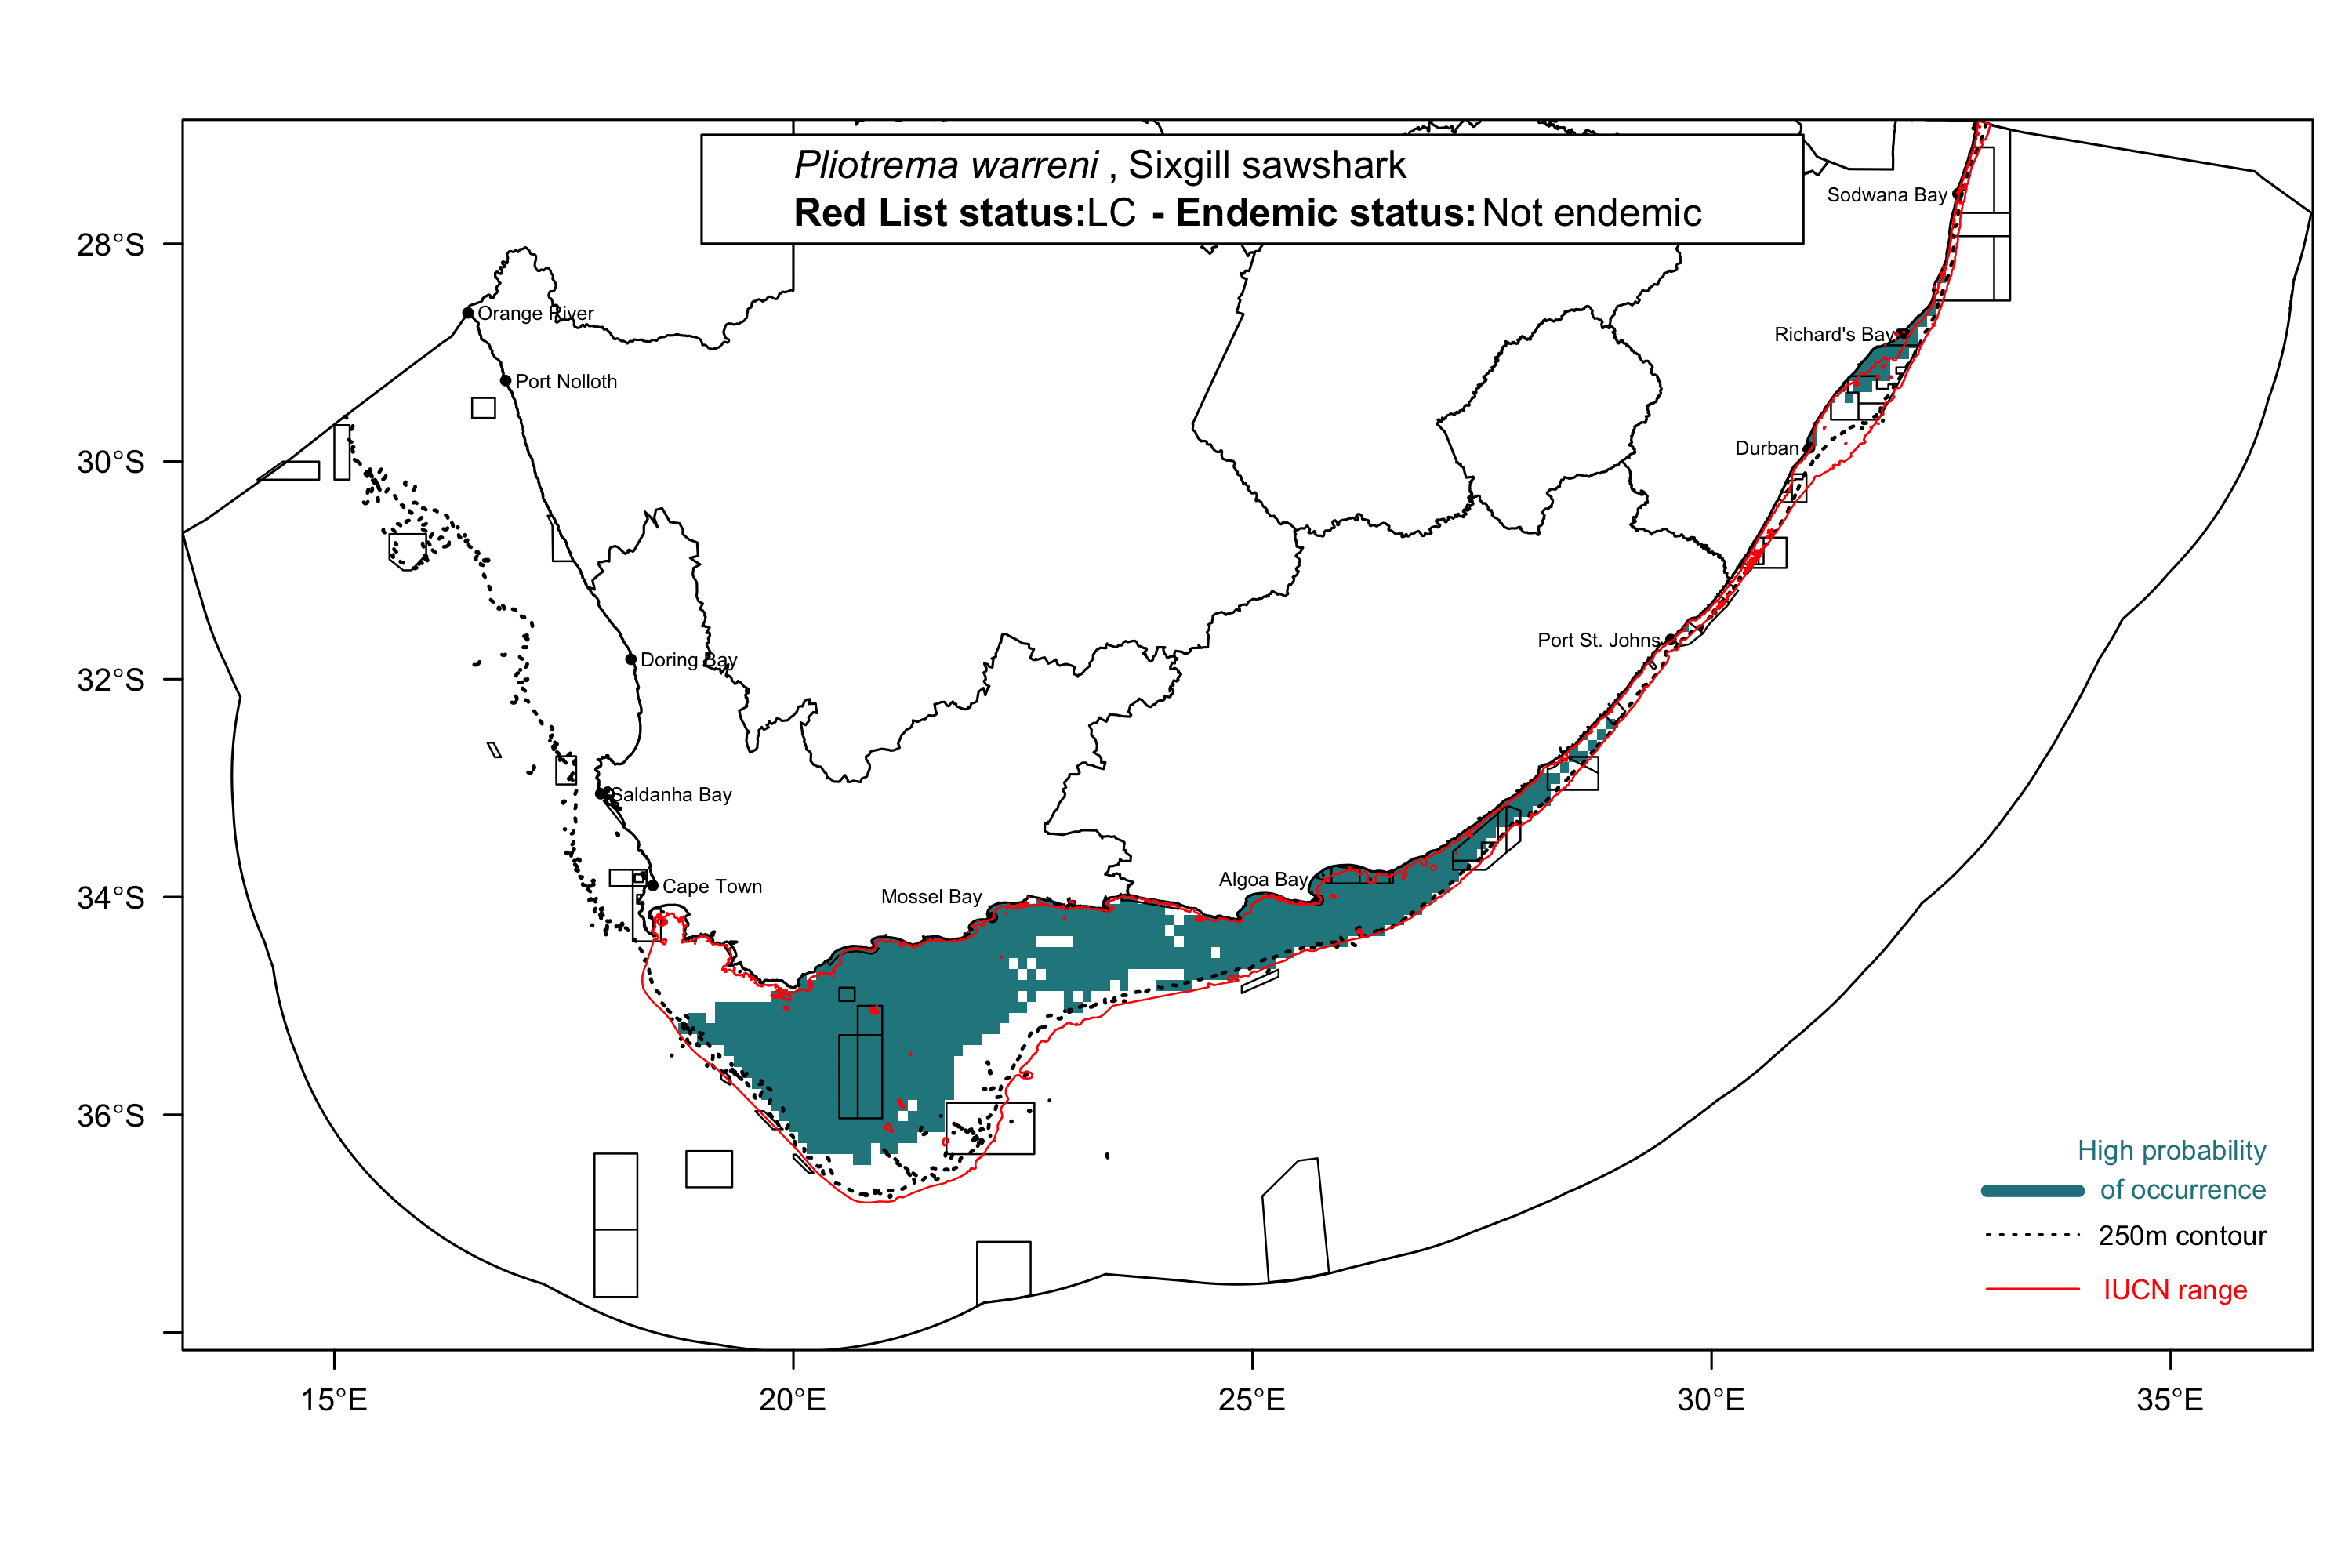 Pliotrema warreni , Sixgill sawshark
Red List status:LC - Endemic status: Not endemic
Sodwana Bay
28°S
Orange River
Richard's Bay
Port Nolloth
Durban
30°S
Port St. Johns
Doring Bay
32°S
Saldanha Bay
Algoa Bay
Cape Town
Mossel Bay
34°S
36°S
High probability
of occurrence
250m contour
IUCN range
15°E
20°E
25°E
30°E
35°E